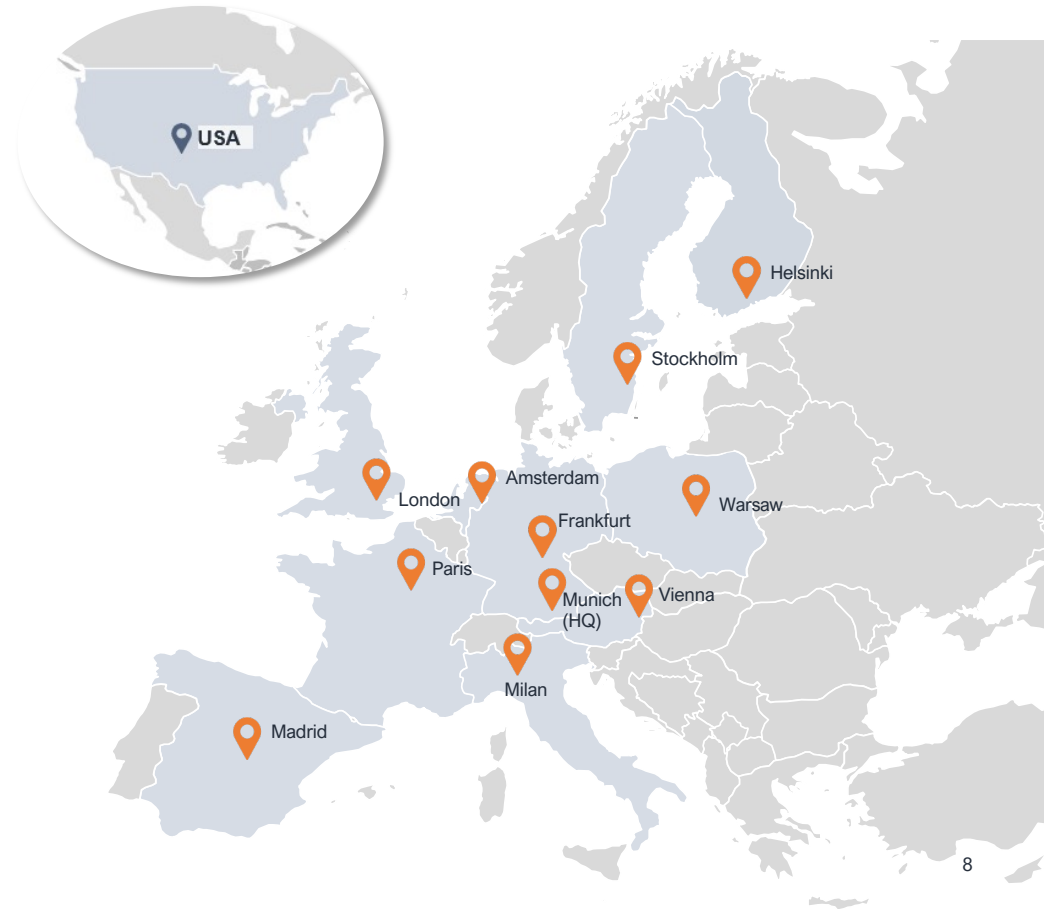 USA
Helsinki
Stockholm
Amsterdam
London
Warsaw
Frankfurt
Paris
Munich
(HQ)
Vienna
Milan
Madrid
8